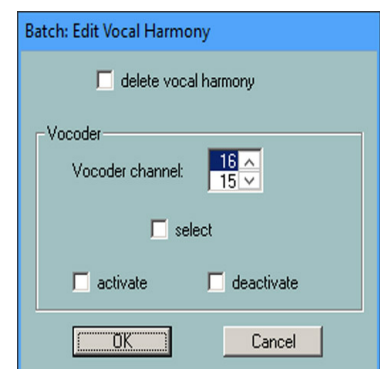 Batch: Edit Vocal Harmony
delete vocal harmony
Vocoder
Vocoder channel: 16
15
select
activate deactivate
OK Cancel